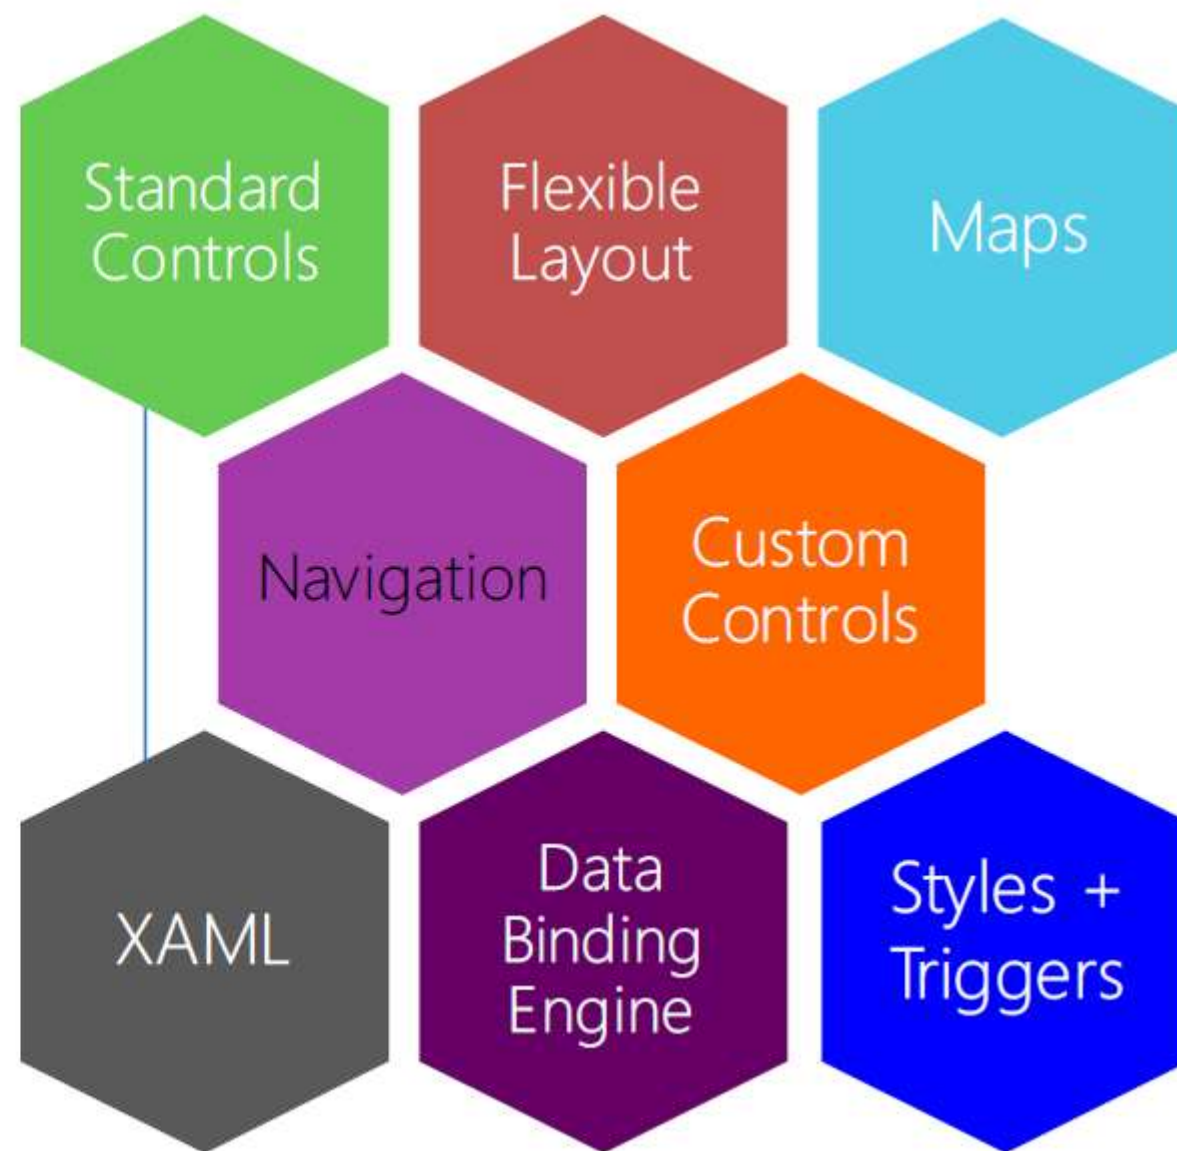 Standard
Controls
Flexible
Layout
Maps
Navigation
Custom
Controls
XAML
Data
Binding
Engine
Styles +
Triggers